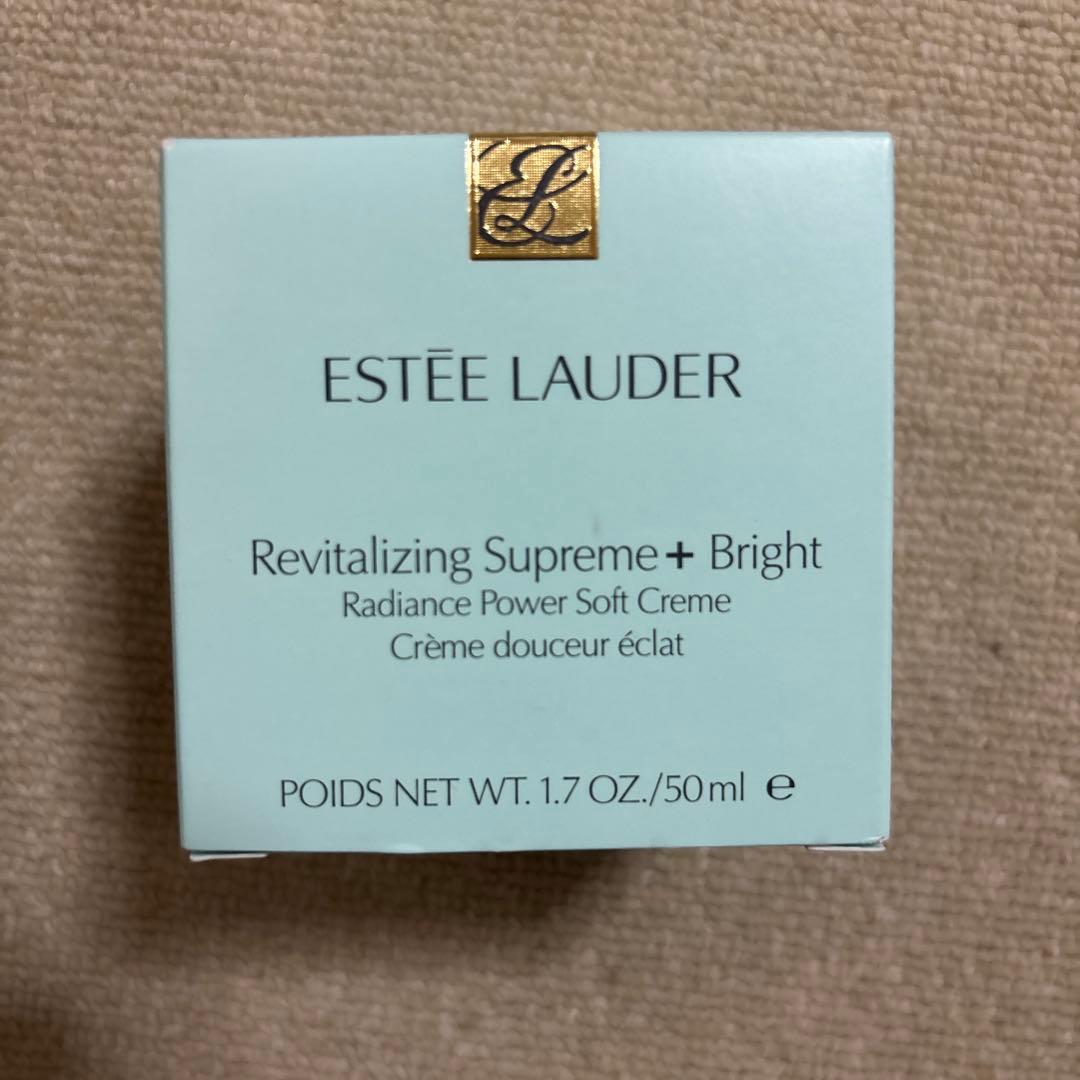 EL
ESTĒE LAUDER
Revitalizing Supreme+ Bright
Radiance Power Soft Creme
Crème douceur éclat
POIDS NET WT. 1.7 OZ./50 ml ℮